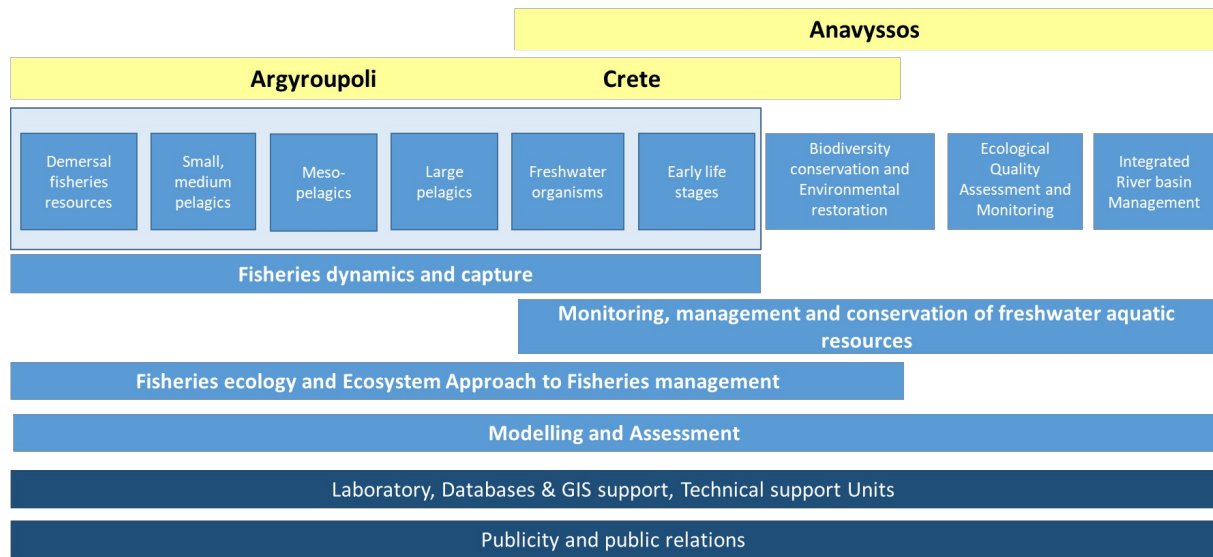 Anavyssos
Argyroupoli
Crete
Demersal
fisheries
resources
Small,
medium
pelagics
Meso-
pelagics
Large
pelagics
Freshwater
organisms
Early life
stages
Biodiversity
conservation and
Environmental
restoration
Ecological
Quality
Assessment and
Monitoring
Integrated
River basin
Management
Fisheries dynamics and capture
Monitoring, management and conservation of freshwater aquatic
resources
Fisheries ecology and Ecosystem Approach to Fisheries management
Modelling and Assessment
Laboratory, Databases & GIS support, Technical support Units
Publicity and public relations